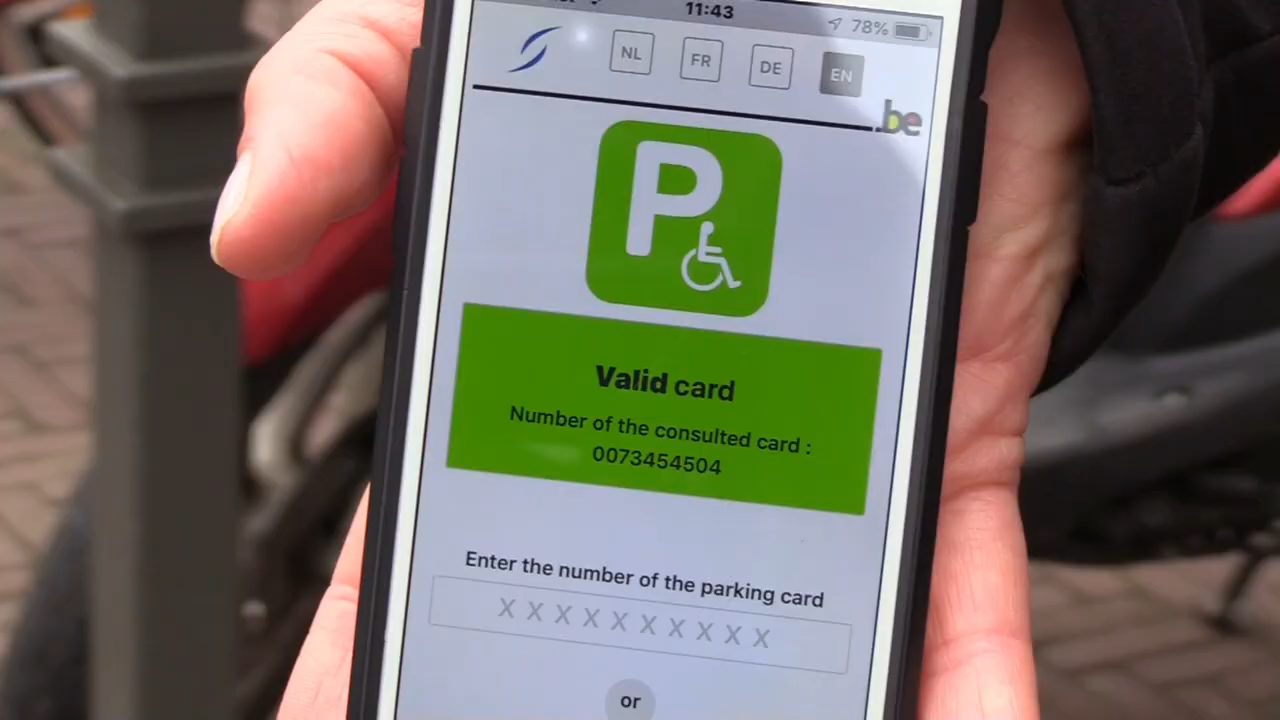 11:43
78%
NL FR DE EN
.be
P
Valid card
Number of the consulted card :
0073454504
Enter the number of the parking card
X X X X X X X X X X
or